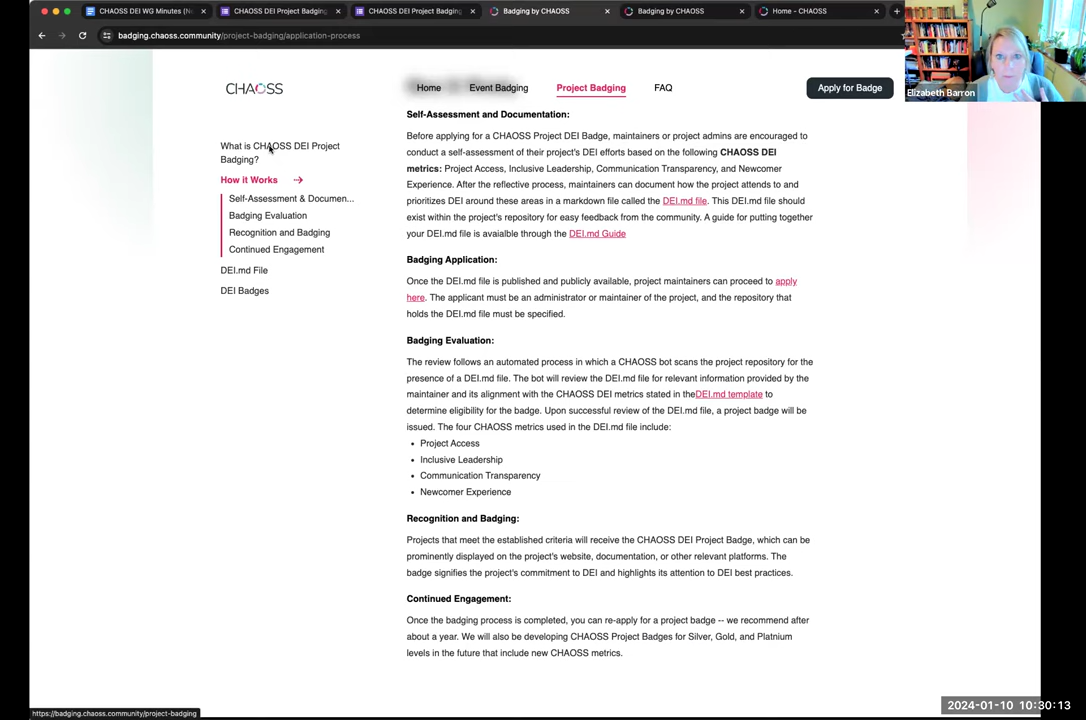 CHAOSS DEI WG Minutes (Ne
CHAOSS DEI Project Badging
CHAOSS DEI Project Badging
Badging by CHAOSS
Badging by CHAOSS
Home - CHAOSS
badging.chaoss.community/project-badging/application-process
Elizabeth Barron
CHAOSS
Home
Event Badging
Project Badging
FAQ
Apply for Badge
What is CHAOSS DEI Project
Badging?
How it Works
Self-Assessment & Documen...
Badging Evaluation
Recognition and Badging
Continued Engagement
DEI.md File
DEI Badges
Self-Assessment and Documentation:
Before applying for a CHAOSS Project DEI Badge, maintainers or project admins are encouraged to
conduct a self-assessment of their project's DEI efforts based on the following CHAOSS DEI
metrics: Project Access, Inclusive Leadership, Communication Transparency, and Newcomer
Experience. After the reflective process, maintainers can document how the project attends to and
prioritizes DEI around these areas in a markdown file called the DEI.md file. This DEI.md file should
exist within the project's repository for easy feedback from the community. A guide for putting together
your DEI.md file is avaialble through the DEI.md Guide
Badging Application:
Once the DEI.md file is published and publicly available, project maintainers can proceed to apply
here. The applicant must be an administrator or maintainer of the project, and the repository that
holds the DEI.md file must be specified.
Badging Evaluation:
The review follows an automated process in which a CHAOSS bot scans the project repository for the
presence of a DEI.md file. The bot will review the DEI.md file for relevant information provided by the
maintainer and its alignment with the CHAOSS DEI metrics stated in theDEI.md template to
determine eligibility for the badge. Upon successful review of the DEI.md file, a project badge will be
issued. The four CHAOSS metrics used in the DEI.md file include:
• Project Access
• Inclusive Leadership
• Communication Transparency
• Newcomer Experience
Recognition and Badging:
Projects that meet the established criteria will receive the CHAOSS DEI Project Badge, which can be
prominently displayed on the project's website, documentation, or other relevant platforms. The
badge signifies the project's commitment to DEI and highlights its attention to DEI best practices.
Continued Engagement:
Once the badging process is completed, you can re-apply for a project badge -- we recommend after
about a year. We will also be developing CHAOSS Project Badges for Silver, Gold, and Platnium
levels in the future that include new CHAOSS metrics.
https://badging.chaoss.community/project-badging
2024-01-10 10:30:13